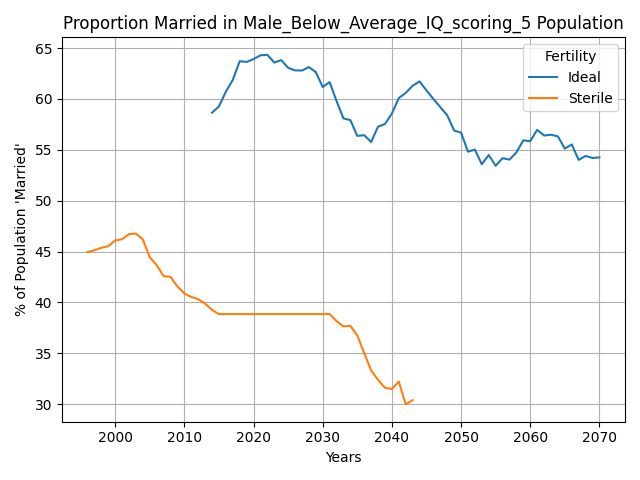 Proportion Married in Male_Below_Average_IQ_scoring_5 Population
% of Population 'Married'
65
60
55
50
45
40
35
30
Fertility
Ideal
Sterile
2000 2010 2020 2030 2040 2050 2060 2070
Years